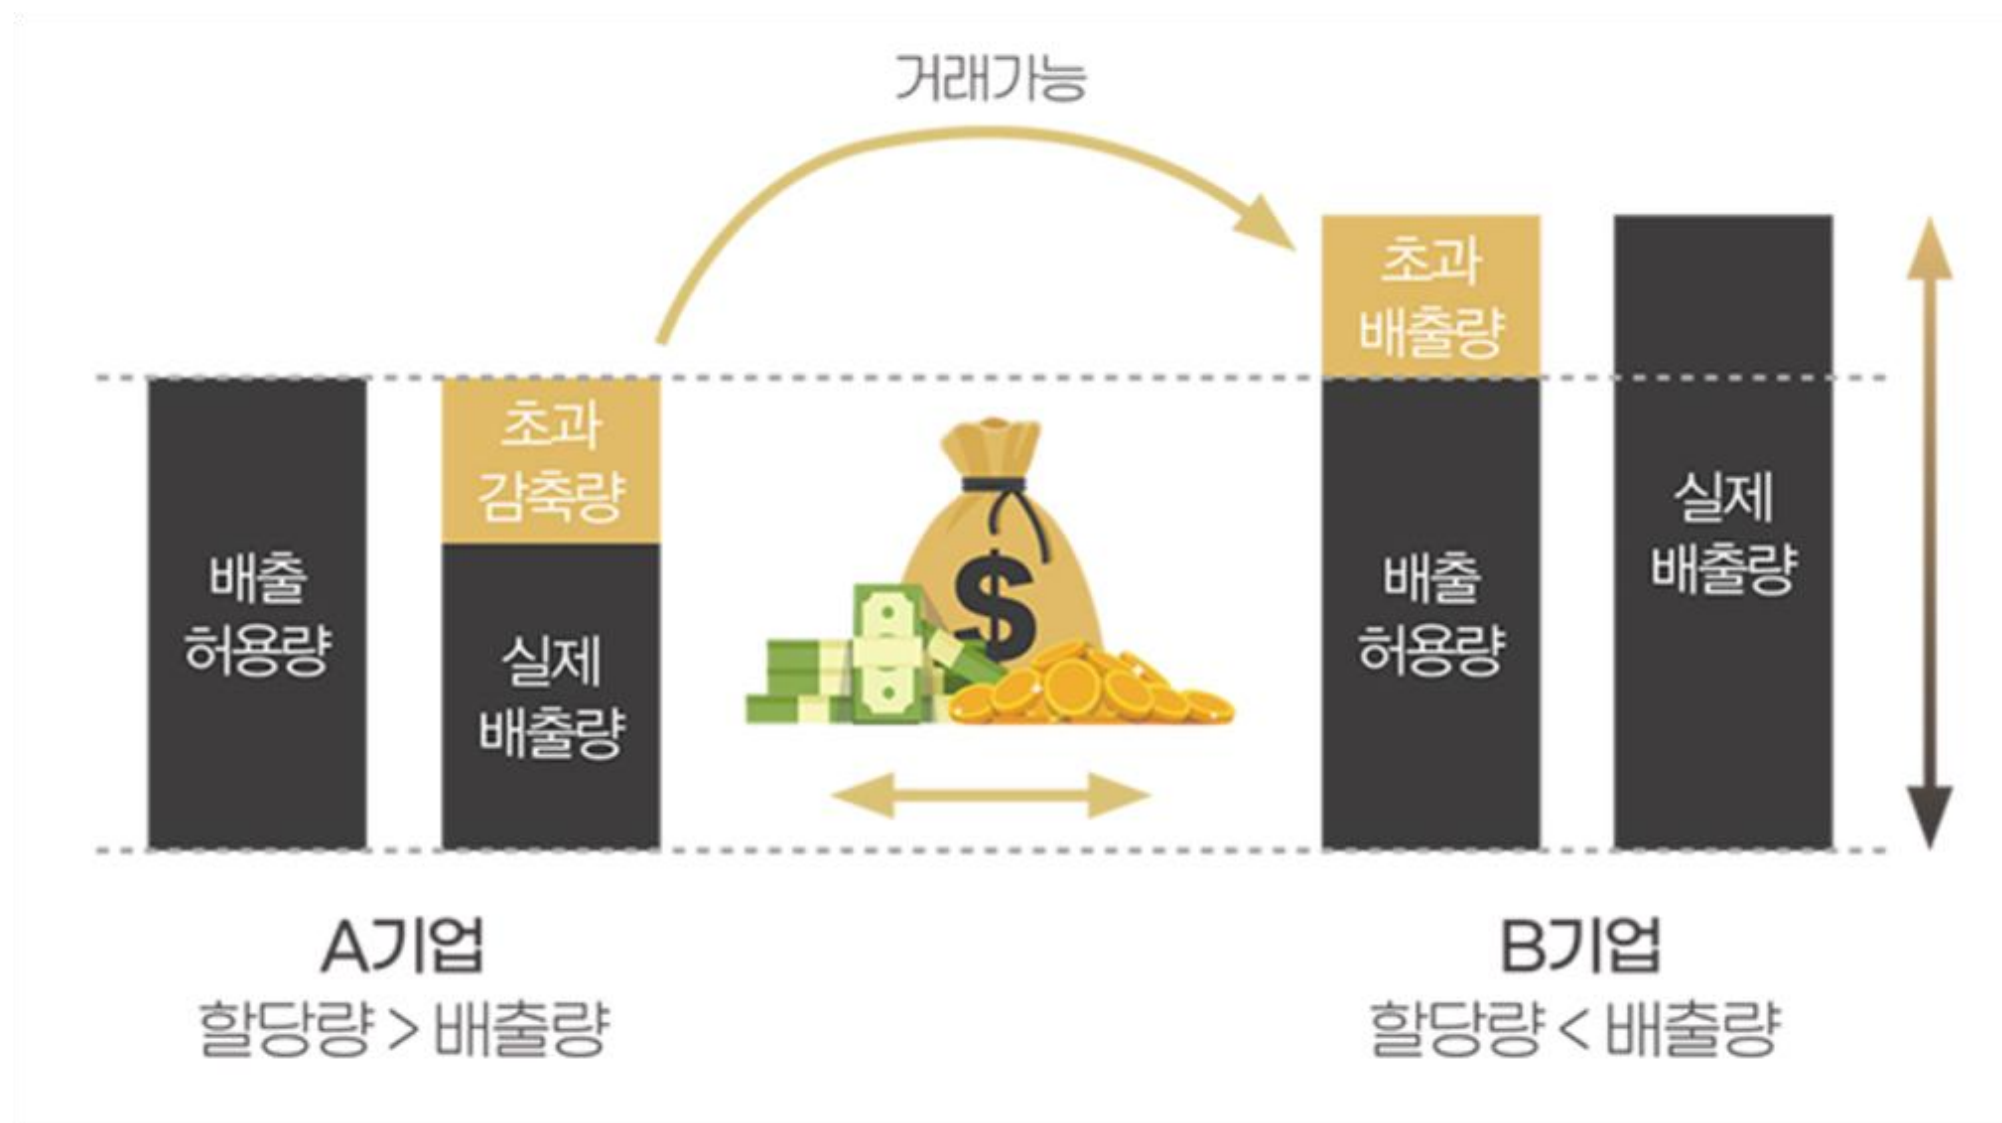 거래가능
배출
허용량
초과
감축량
실제
배출량
$
초과
배출량
배출
허용량
실제
배출량
A기업
할당량 > 배출량
B기업
할당량 < 배출량